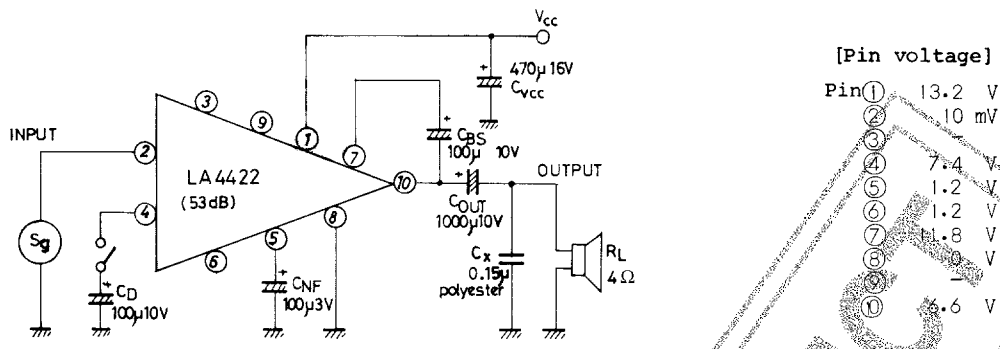 Vcc
470µ 16V
CVCC
③
⑨
①
⑦
CBS
100µ 10V
INPUT
②
LA4422
(53dB)
⑩
OUTPUT
COUT
1000µ10V
④
⑧
⑤
⑥
Sg
CD
100µ10V
CNF
100µ3V
CX
0.15µ
polyester
RL
4Ω
[Pin voltage]
Pin① 13.2 V
② 10 mV
③ –
④ 7.4 V
⑤ 1.2 V
⑥ 1.2 V
⑦ 11.8 V
⑧ 0 V
⑨ –
⑩ 6.6 V